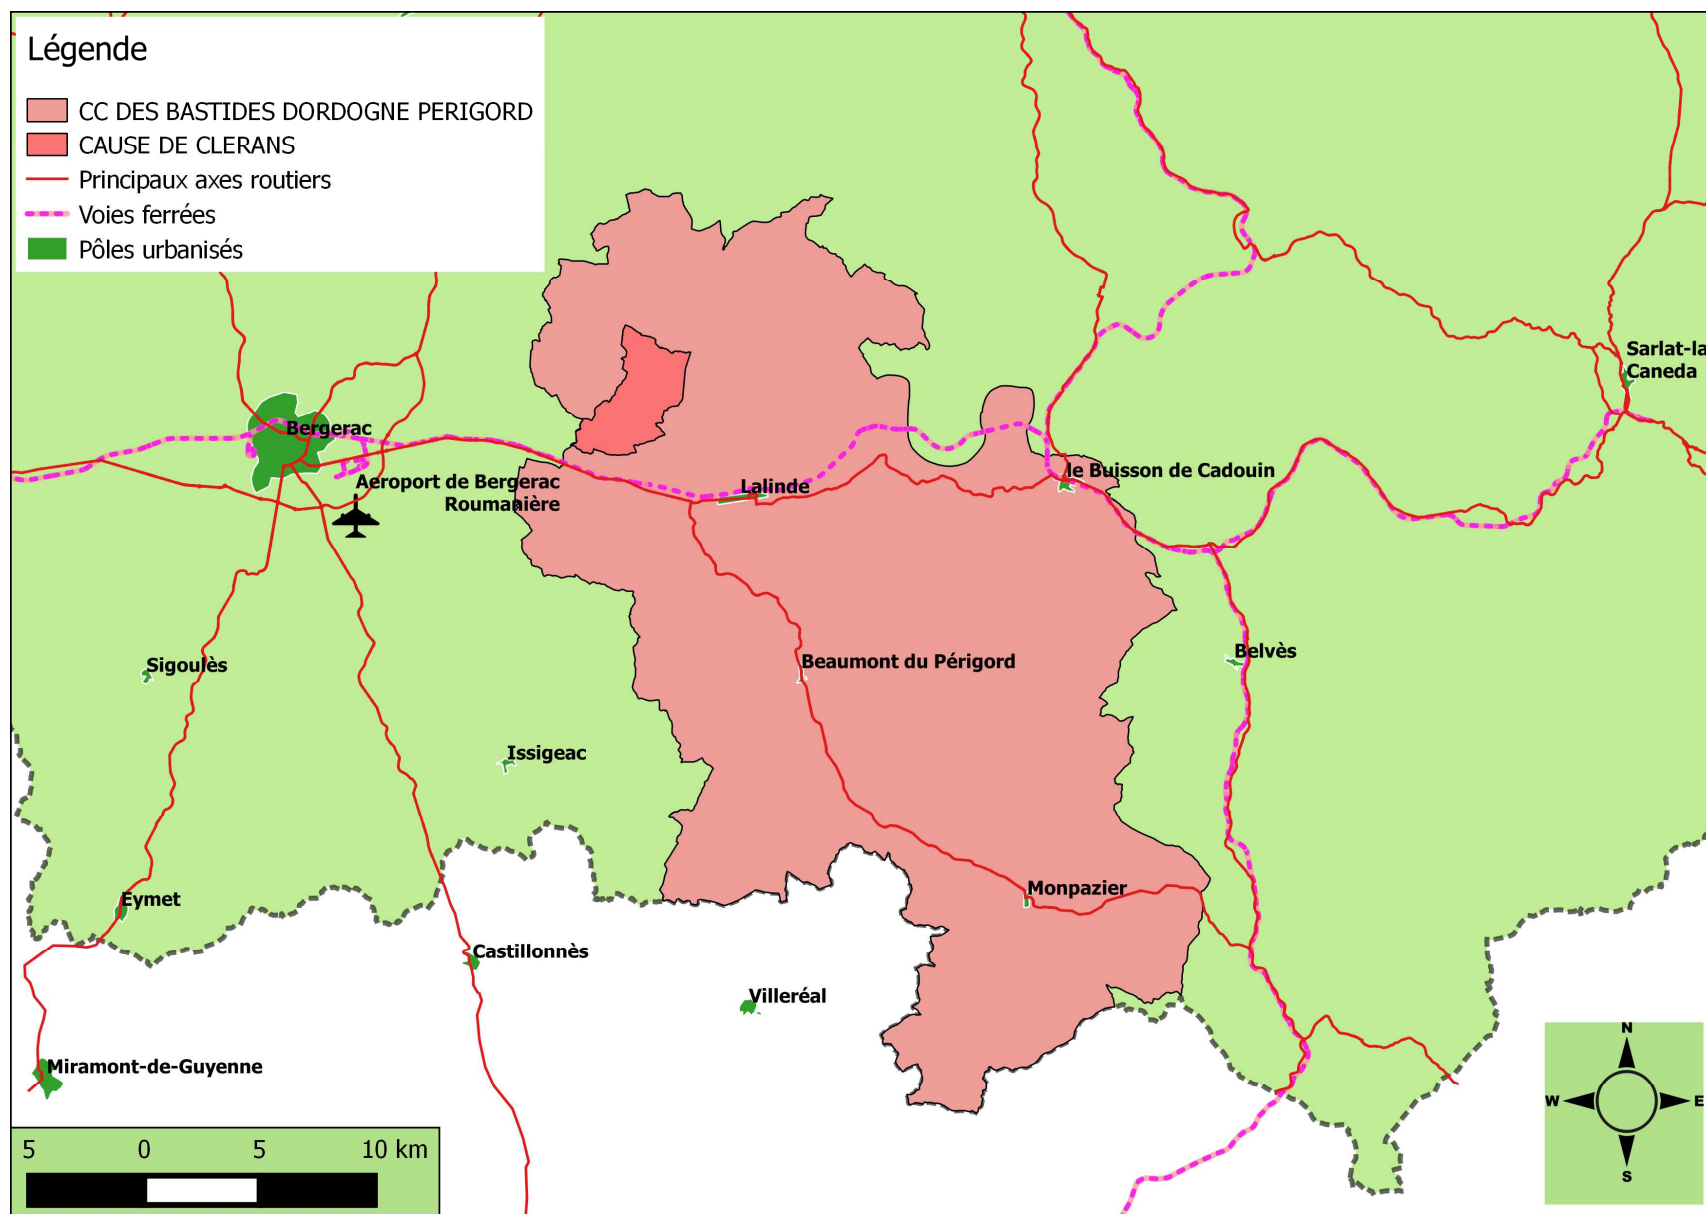 Légende
CC DES BASTIDES DORDOGNE PERIGORD
CAUSE DE CLERANS
Principaux axes routiers
Voies ferrées
Pôles urbanisés
Sarlat-la
Caneda
Bergerac
le Buisson de Cadouin
Aeroport de Bergerac
Roumanière
Lalinde
Belvès
Beaumont du Périgord
Sigoulès
Issigeac
Monpazier
Eymet
Castillonnès
Villeréal
Miramont-de-Guyenne
N
W E
S
5 0 5 10 km